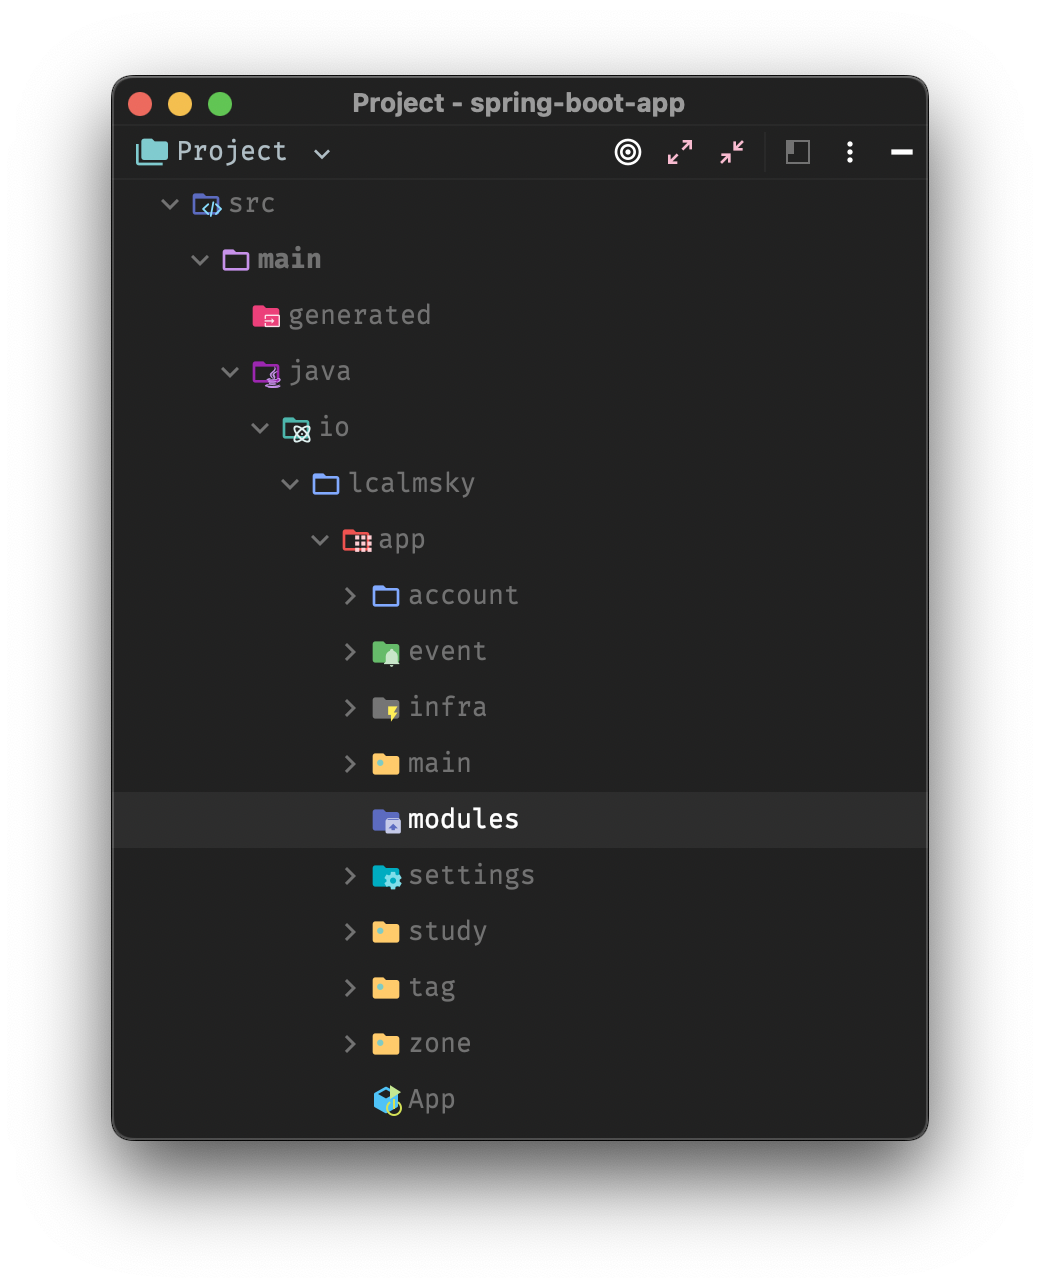 Project - spring-boot-app
Project
src
main
generated
java
io
lcalmsky
app
account
event
infra
main
modules
settings
study
tag
zone
App